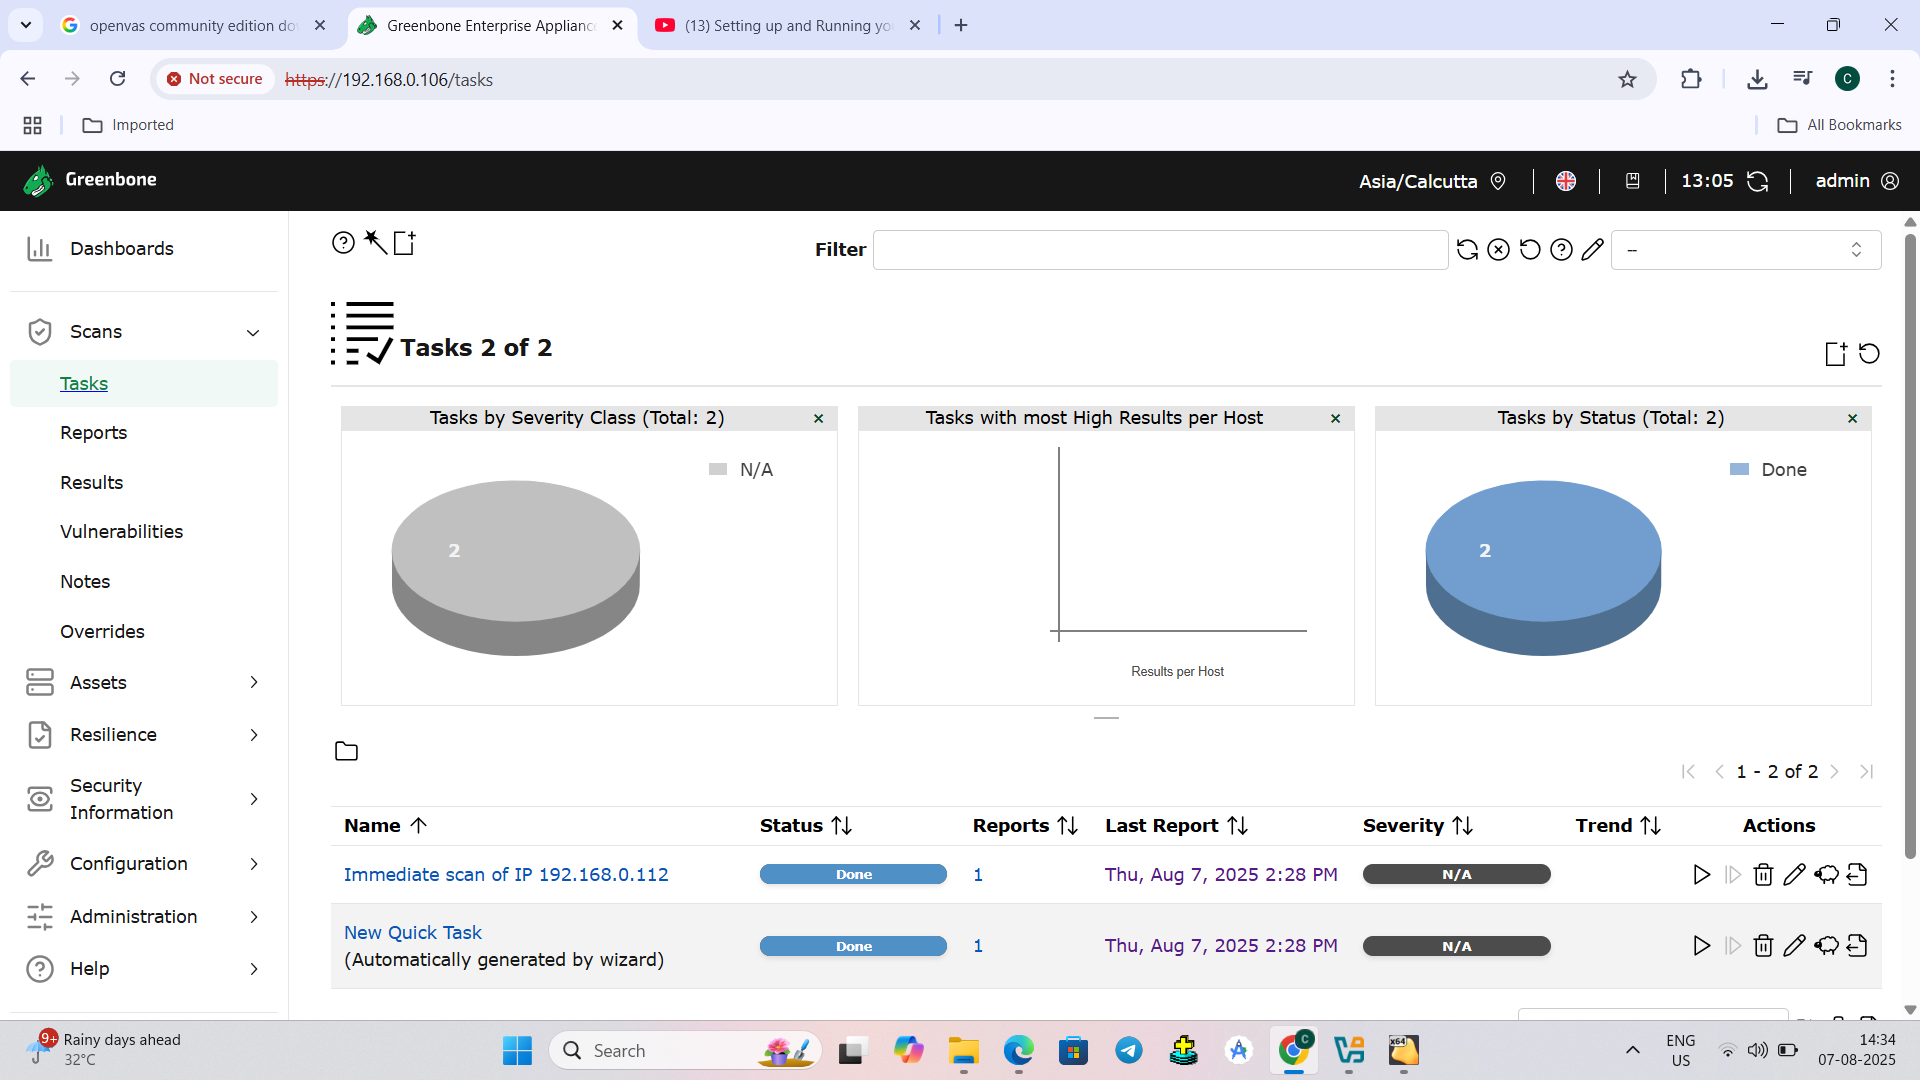 openvas community edition do
Greenbone Enterprise Appliance
(13) Setting up and Running yo
Not secure
https://192.168.0.106/tasks
C
Imported
All Bookmarks
Greenbone
Asia/Calcutta
13:05
admin
Dashboards
Scans
Tasks
Reports
Results
Vulnerabilities
Notes
Overrides
Assets
Resilience
Security
Information
Configuration
Administration
Help
Filter
--
Tasks 2 of 2
Tasks by Severity Class (Total: 2)
N/A
2
Tasks with most High Results per Host
Results per Host
Tasks by Status (Total: 2)
Done
2
1 - 2 of 2
Name Status Reports Last Report Severity Trend Actions
Immediate scan of IP 192.168.0.112 Done 1 Thu, Aug 7, 2025 2:28 PM N/A
New Quick Task
(Automatically generated by wizard) Done 1 Thu, Aug 7, 2025 2:28 PM N/A
9+
Rainy days ahead
32°C
Search
C
x64
ENG
US
14:34
07-08-2025